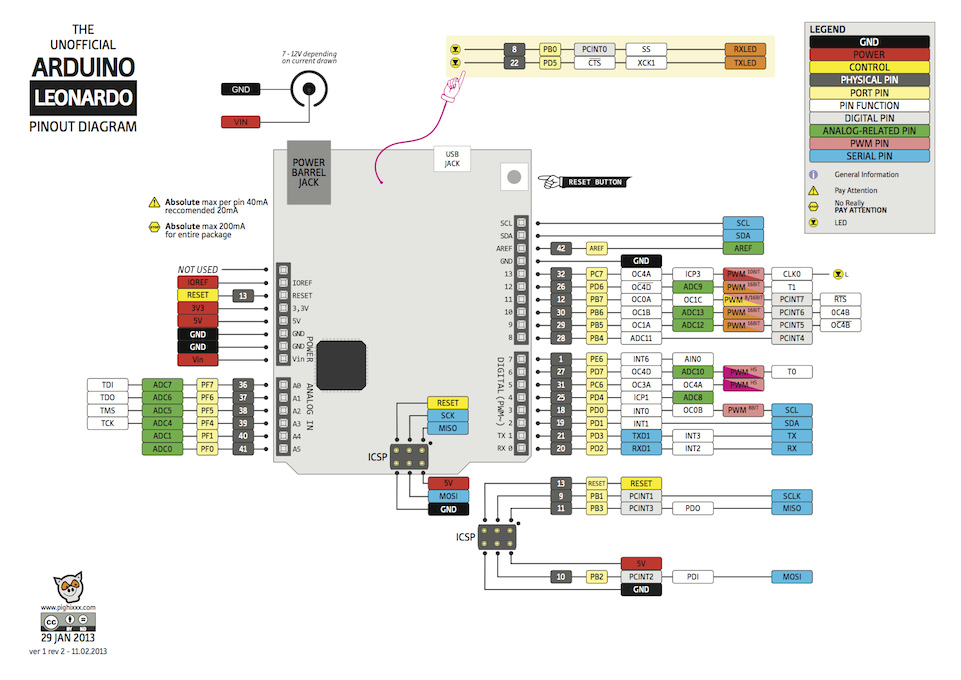 THE
UNOFFICIAL
ARDUINO
LEONARDO
PINOUT DIAGRAM
7 - 12V depending
on current drawn
GND
VIN
8 PB0 PCINT0 SS RXLED
22 PD5 CTS XCK1 TXLED
LEGEND
GND
POWER
CONTROL
PHYSICAL PIN
PORT PIN
PIN FUNCTION
DIGITAL PIN
ANALOG-RELATED PIN
PWM PIN
SERIAL PIN
General Information
Pay Attention
No Really
PAY ATTENTION
LED
POWER
BARREL
JACK
USB
JACK
RESET BUTTON
Absolute max per pin 40mA
reccomended 20mA
Absolute max 200mA
for entire package
NOT USED
IOREF IOREF
RESET 13 RESET
3V3 3,3V
5V 5V
GND GND
GND GND
Vin Vin
POWER
TDI ADC7 PF7 36 A0
TDO ADC6 PF6 37 A1
TMS ADC5 PF5 38 A2
TCK ADC4 PF4 39 A3
ADC1 PF1 40 A4
ADC0 PF0 41 A5
ANALOG IN
SCL SCL
SDA SDA
AREF 42 AREF AREF
GND GND
13 32 PC7 OC4A ICP3 PWM 10BIT CLK0 L
12 26 PD6 OC4D ADC9 PWM 16BIT T1
11 12 PB7 OC0A OC1C PWM 8/16BIT PCINT7 RTS
10 30 PB6 OC1B ADC13 PWM 16BIT PCINT6 OC4B
9 29 PB5 OC1A ADC12 PWM 16BIT PCINT5 OC4B
8 28 PB4 ADC11 PCINT4
7 1 PE6 INT6 AIN0
6 27 PD7 OC4D ADC10 PWM HS T0
5 31 PC6 OC3A OC4A PWM HS
4 25 PD4 ICP1 ADC8
3 18 PD0 INT0 OC0B PWM 8BIT SCL
2 19 PD1 INT1 SDA
TX 1 21 PD3 TXD1 INT3 TX
RX 0 20 PD2 RXD1 INT2 RX
DIGITAL (PWM~)
RESET
SCK
MISO
ICSP
5V
MOSI
GND
13 RESET RESET
9 PB1 PCINT1 SCLK
11 PB3 PCINT3 PDO MISO
ICSP
5V
10 PB2 PCINT2 PDI MOSI
GND
www.pighixxx.com
cc
29 JAN 2013
ver 1 rev 2 - 11.02.2013